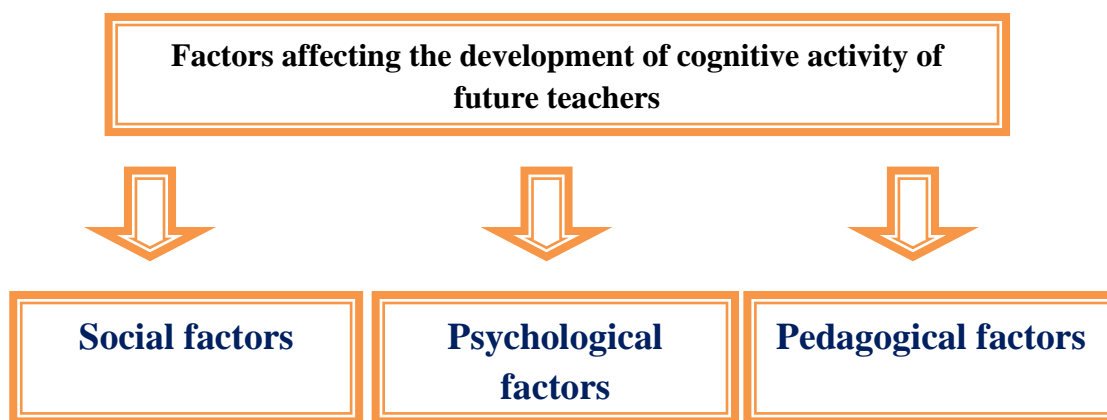 Factors affecting the development of cognitive activity of
future teachers
Social factors
Psychological
factors
Pedagogical factors